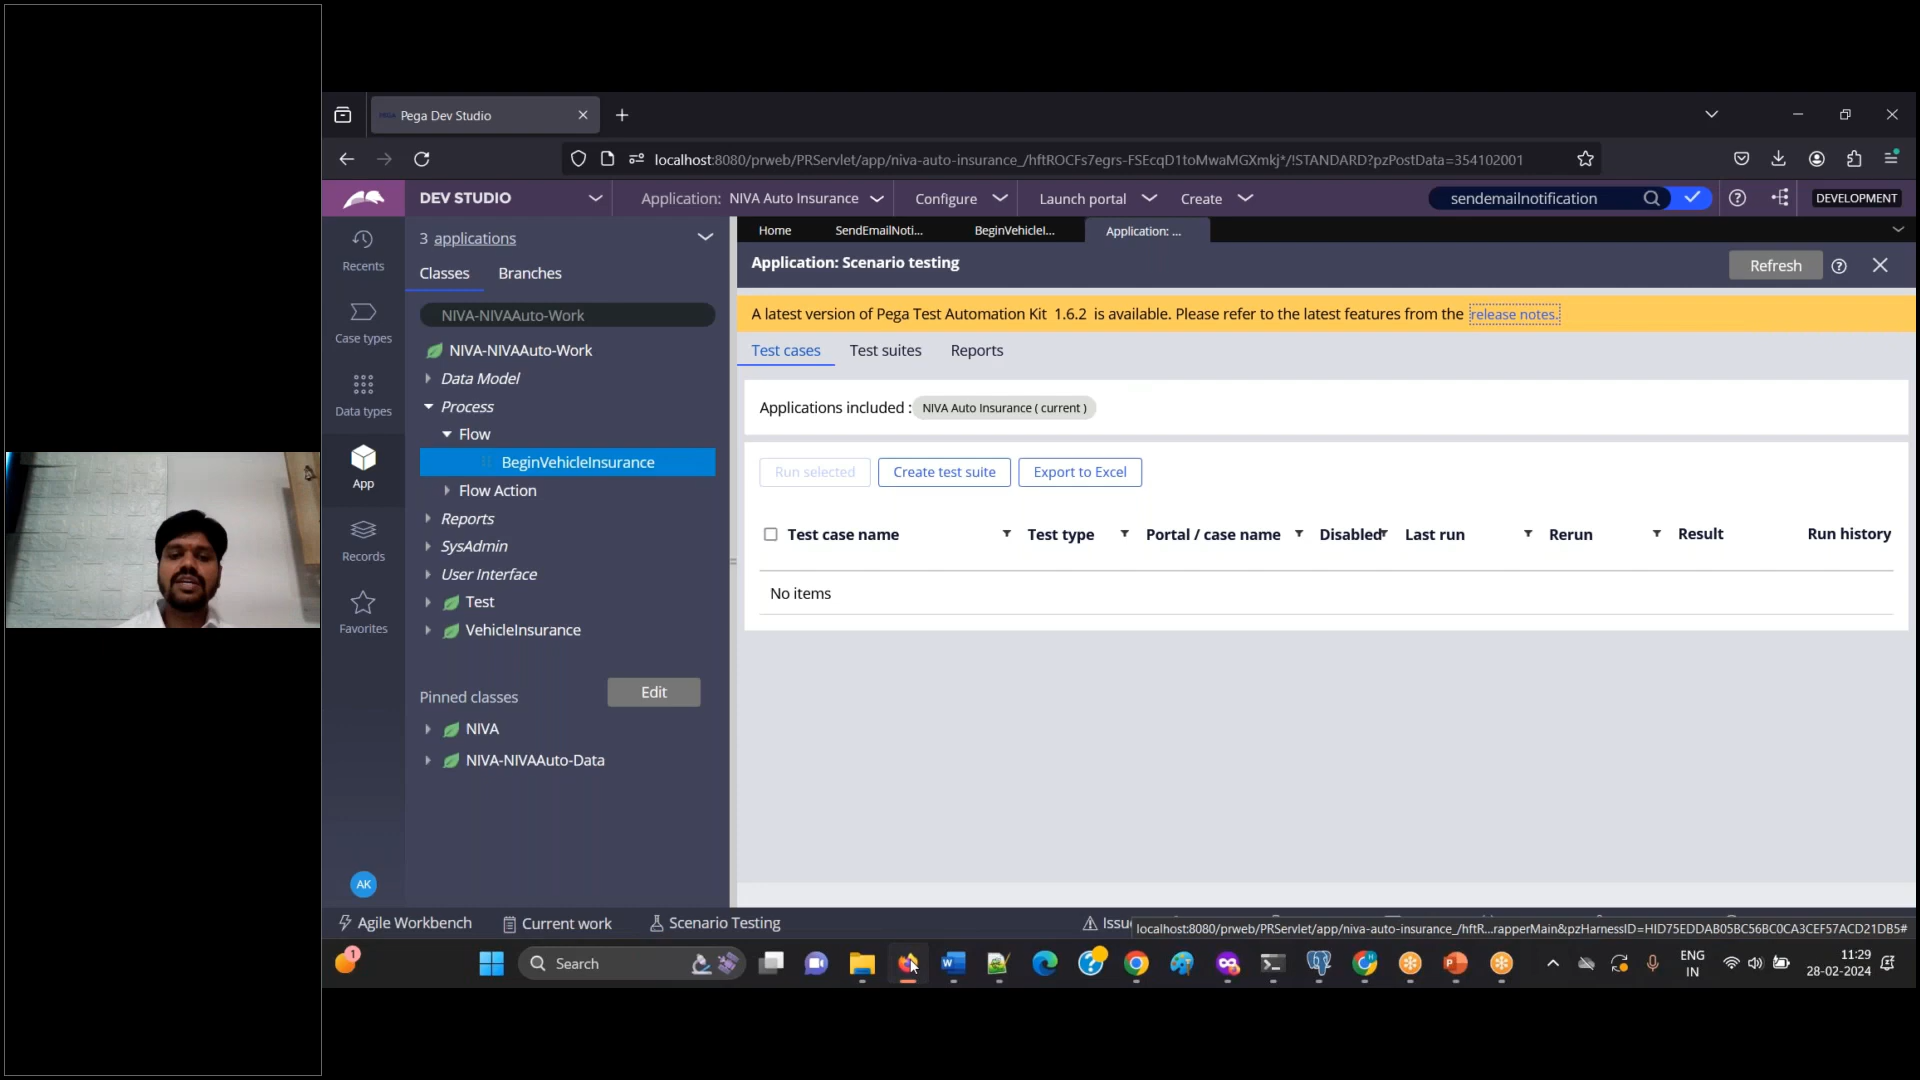 Pega Dev Studio
localhost:8080/prweb/PRServlet/app/niva-auto-insurance_/hftROCFs7egrs-FSEcqD1toMwaMGXmkj*/!STANDARD?pzPostData=354102001
DEV STUDIO
Application: NIVA Auto Insurance
Configure
Launch portal
Create
sendemailnotification
DEVELOPMENT
Recents
Case types
Data types
App
Records
Favorites
AK
3 applications
Classes
Branches
NIVA-NIVAAuto-Work
NIVA-NIVAAuto-Work
Data Model
Process
Flow
BeginVehicleInsurance
Flow Action
Reports
SysAdmin
User Interface
Test
VehicleInsurance
Pinned classes
Edit
NIVA
NIVA-NIVAAuto-Data
Home
SendEmailNoti...
BeginVehicleI...
Application: ...
Application: Scenario testing
Refresh
A latest version of Pega Test Automation Kit 1.6.2 is available. Please refer to the latest features from the release notes.
Test cases
Test suites
Reports
Applications included : NIVA Auto Insurance ( current )
Run selected
Create test suite
Export to Excel
Test case name
Test type
Portal / case name
Disabled
Last run
Rerun
Result
Run history
No items
Agile Workbench
Current work
Scenario Testing
Issu
localhost:8080/prweb/PRServlet/app/niva-auto-insurance_/hftR...rapperMain&pzHarnessID=HID75EDDAB05BC56BC0CA3CEF57ACD21DB5#
1
Search
ENG
IN
11:29
28-02-2024